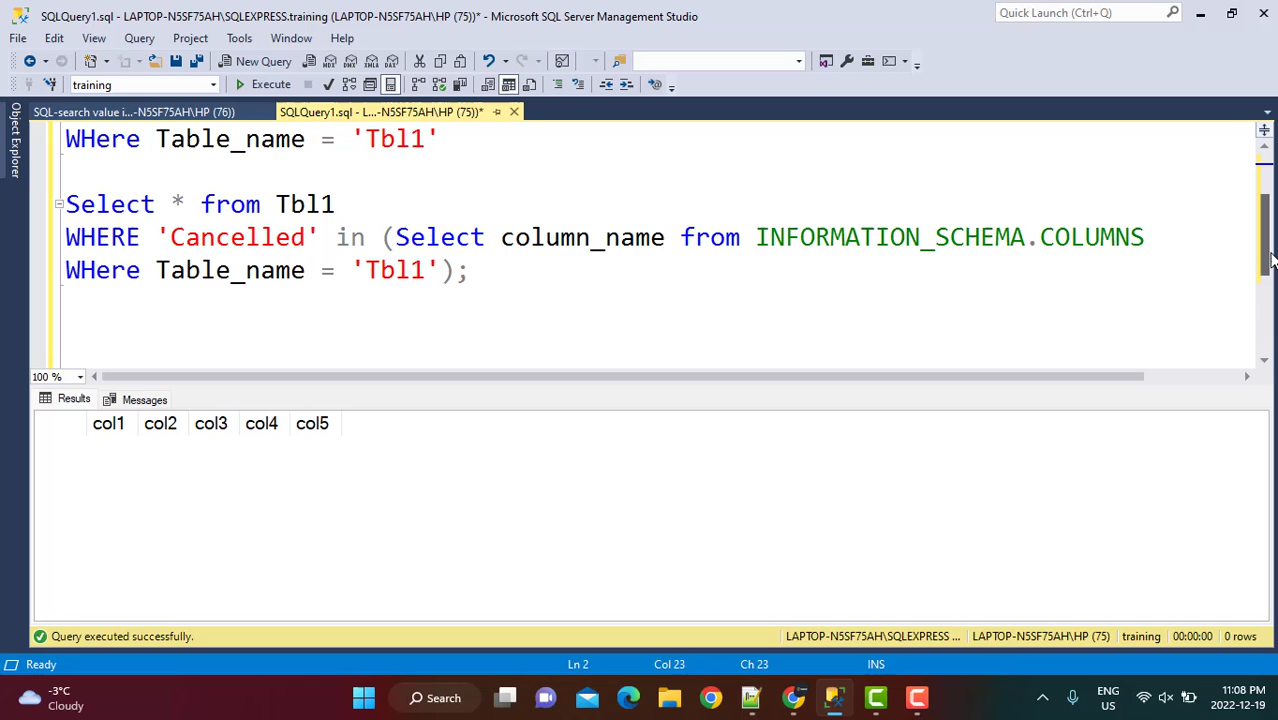 SQLQuery1.sql - LAPTOP-N5SF75AH\SQLEXPRESS.training (LAPTOP-N5SF75AH\HP (75))* - Microsoft SQL Server Management Studio
Quick Launch (Ctrl+Q)
File Edit View Query Project Tools Window Help
New Query
training
Execute
SQL-search value i...-N5SF75AH\HP (76))
SQLQuery1.sql - L...-N5SF75AH\HP (75))*
Object Explorer
WHere Table_name = 'Tbl1'
Select * from Tbl1
WHERE 'Cancelled' in (Select column_name from INFORMATION_SCHEMA.COLUMNS
WHere Table_name = 'Tbl1');
100 %
Results Messages
col1 col2 col3 col4 col5
Query executed successfully.
LAPTOP-N5SF75AH\SQLEXPRESS ... LAPTOP-N5SF75AH\HP (75) training 00:00:00 0 rows
Ready Ln 2 Col 23 Ch 23 INS
-3°C
Cloudy
Search
ENG
US
11:08 PM
2022-12-19